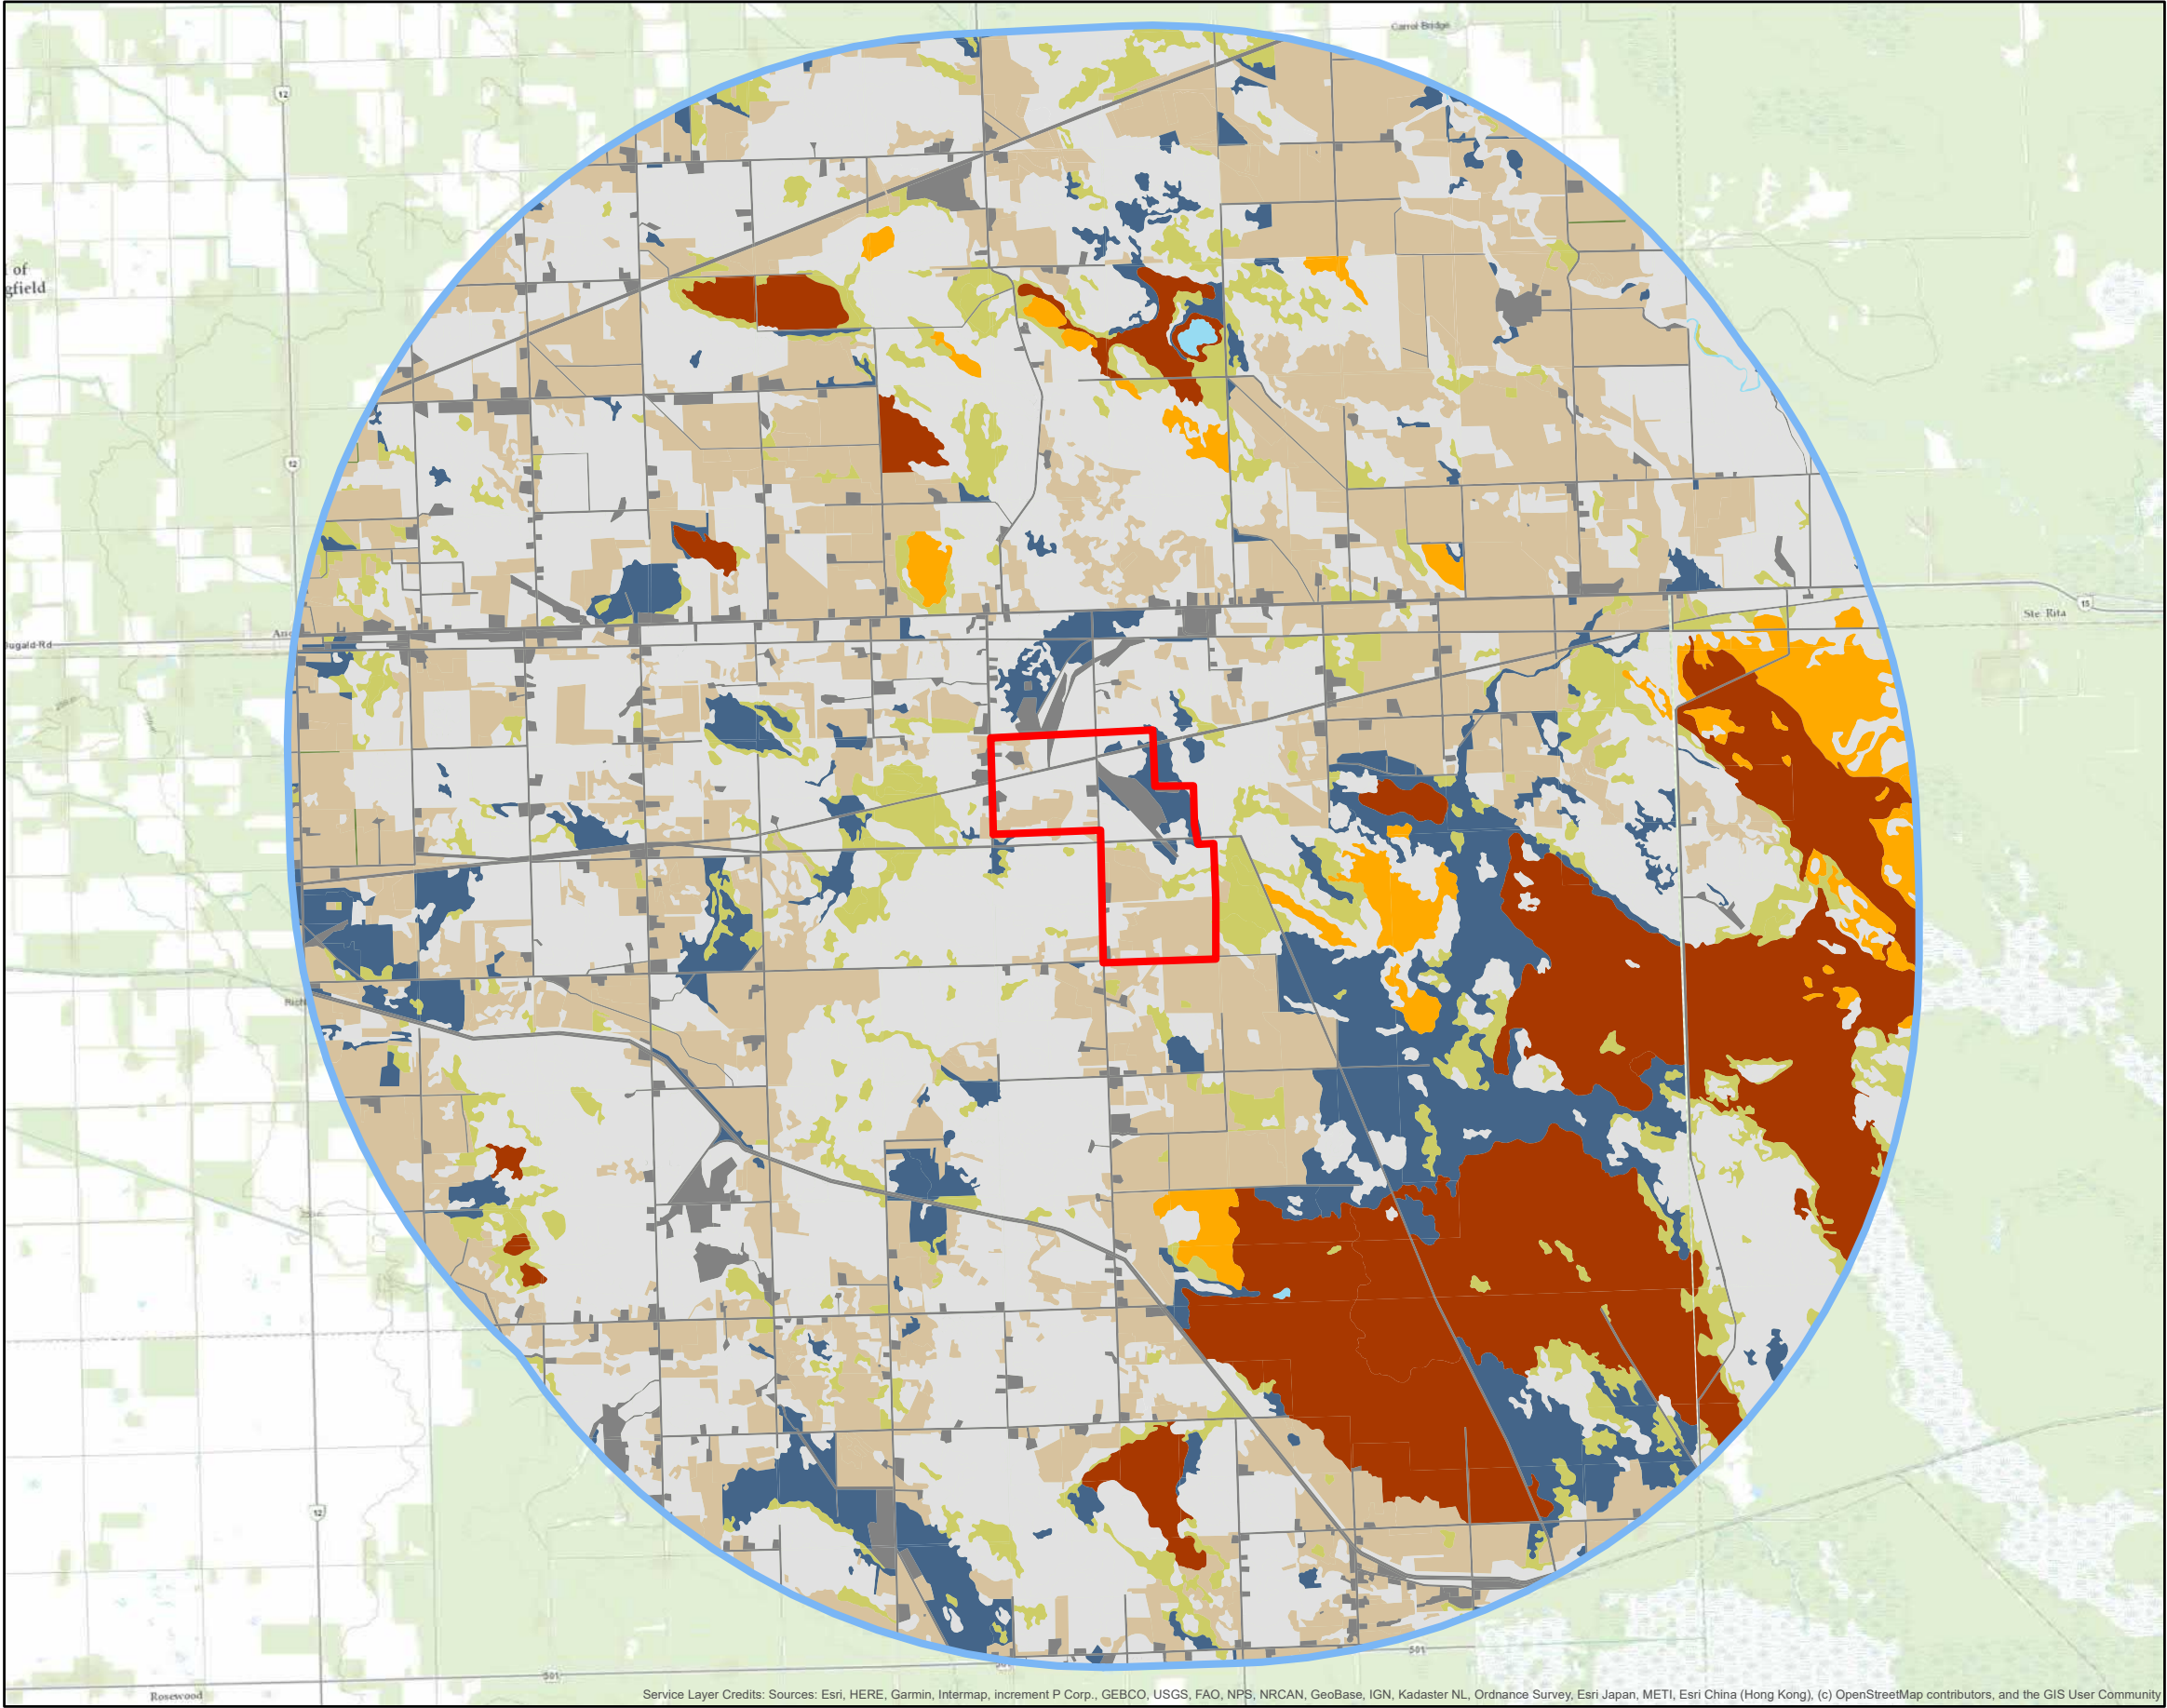 Carrol Bridge
12
l of
gfield
12
Ste. Rita
15
ugald-Rd
Rich
12
501
501
Rosewood
Service Layer Credits: Sources: Esri, HERE, Garmin, Intermap, increment P Corp., GEBCO, USGS, FAO, NPS, NRCAN, GeoBase, IGN, Kadaster NL, Ordnance Survey, Esri Japan, METI, Esri China (Hong Kong), (c) OpenStreetMap contributors, and the GIS User Community